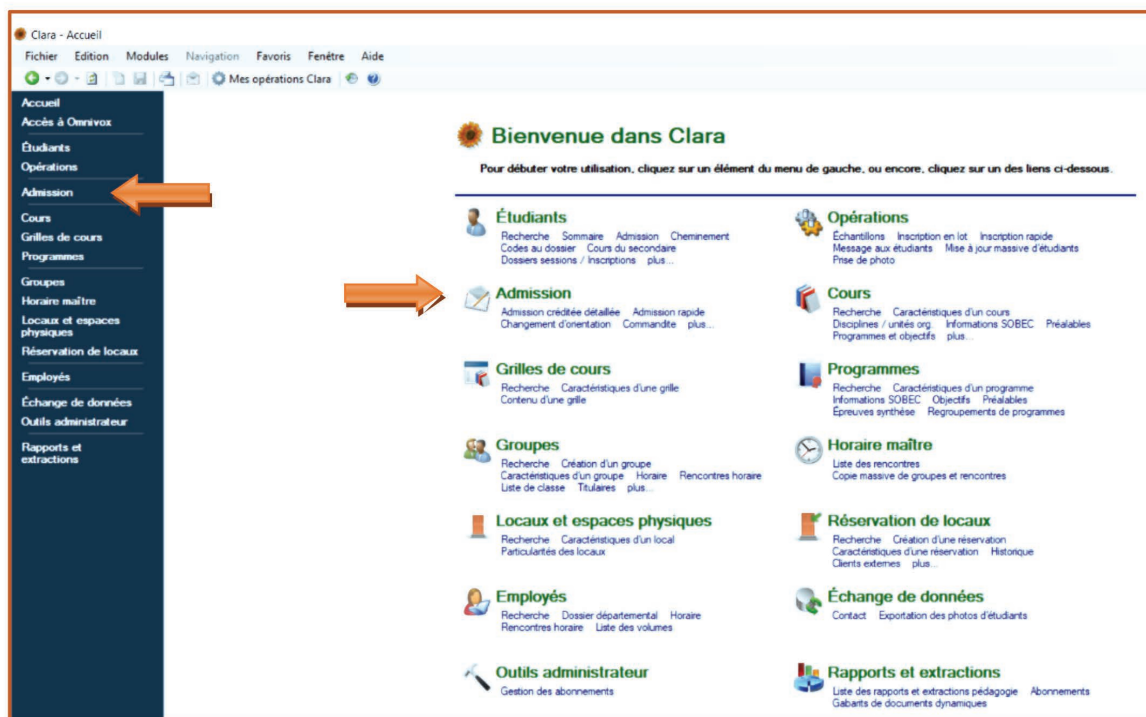 Clara - Accueil
Fichier Edition Modules Navigation Favoris Fenêtre Aide
Mes opérations Clara
Accueil
Accès à Omnivox
Étudiants
Opérations
Admission
Cours
Grilles de cours
Programmes
Groupes
Horaire maître
Locaux et espaces
physiques
Réservation de locaux
Employés
Échange de données
Outils administrateur
Rapports et
extractions
Bienvenue dans Clara
Pour débuter votre utilisation, cliquez sur un élément du menu de gauche, ou encore, cliquez sur un des liens ci-dessous.
Étudiants
Recherche Sommaire Admission Cheminement
Codes au dossier Cours du secondaire
Dossiers sessions / Inscriptions plus...
Opérations
Échantillons Inscription en lot Inscription rapide
Message aux étudiants Mise à jour massive d'étudiants
Prise de photo
Admission
Admission créditée détaillée Admission rapide
Changement d'orientation Commandite plus...
Cours
Recherche Caractéristiques d'un cours
Disciplines / unités org. Informations SOBEC Préalables
Programmes et objectifs plus...
Grilles de cours
Recherche Caractéristiques d'une grille
Contenu d'une grille
Programmes
Recherche Caractéristiques d'un programme
Informations SOBEC Objectifs Préalables
Épreuves synthèse Regroupements de programmes
Groupes
Recherche Création d'un groupe
Caractéristiques d'un groupe Horaire Rencontres horaire
Liste de classe Titulaires plus...
Horaire maître
Liste des rencontres
Copie massive de groupes et rencontres
Locaux et espaces physiques
Recherche Caractéristiques d'un local
Particularités des locaux
Réservation de locaux
Recherche Création d'une réservation
Caractéristiques d'une réservation Historique
Clients externes plus...
Employés
Recherche Dossier départemental Horaire
Rencontres horaire Liste des volumes
Échange de données
Contact Exportation des photos d'étudiants
Outils administrateur
Gestion des abonnements
Rapports et extractions
Liste des rapports et extractions pédagogie Abonnements
Gabarits de documents dynamiques